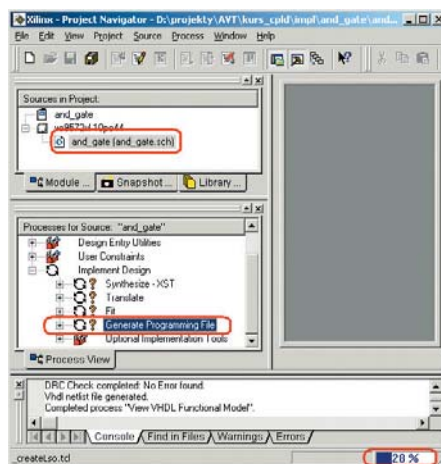 Xilinx - Project Navigator - D:\projekty\AVT\kurs_cpld\impl\and_gate\and...
File Edit View Project Source Process Window Help
Sources in Project:
and_gate
and_gate (and_gate.sch)
Module ... Snapshot... Library...
Processes for Source: "and_gate"
Design Entry Utilities
User Constraints
Implement Design
Synthesize - XST
Translate
Fit
Generate Programming File
Optional Implementation Tools
Process View
DRC Check completed: No Error found.
Vhdl netlist file generated.
Completed process "View VHDL Functional Model".
Console Find in Files Warnings Errors
_createLso.tcl 28 %